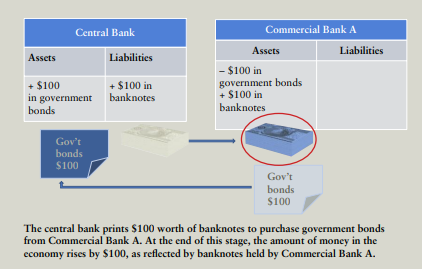 Central Bank
Assets
Liabilities
+ $100
in government
bonds
+ $100 in
banknotes
Commercial Bank A
Assets
Liabilities
– $100 in
government bonds
+ $100 in
banknotes
Gov't
bonds
$100
Gov't
bonds
$100
The central bank prints $100 worth of banknotes to purchase government bonds
from Commercial Bank A. At the end of this stage, the amount of money in the
economy rises by $100, as reflected by banknotes held by Commercial Bank A.